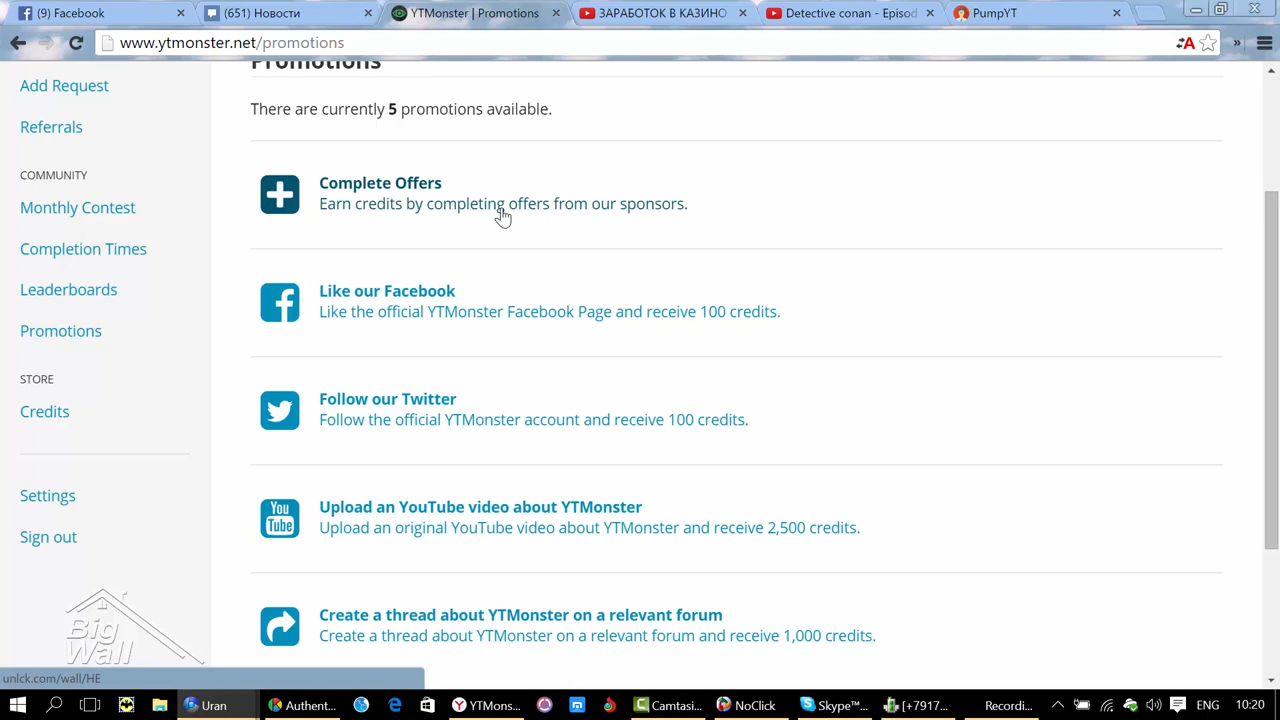 (9) Facebook
(651) Новости
YTMonster | Promotions
ЗАРАБОТОК В КАЗИНО
Detective conan - Episod
PumpYT
www.ytmonster.net/promotions
Promotions
Add Request
Referrals
COMMUNITY
Monthly Contest
Completion Times
Leaderboards
Promotions
STORE
Credits
Settings
Sign out
There are currently 5 promotions available.
Complete Offers
Earn credits by completing offers from our sponsors.
Like our Facebook
Like the official YTMonster Facebook Page and receive 100 credits.
Follow our Twitter
Follow the official YTMonster account and receive 100 credits.
You
Tube
Upload an YouTube video about YTMonster
Upload an original YouTube video about YTMonster and receive 2,500 credits.
Create a thread about YTMonster on a relevant forum
Create a thread about YTMonster on a relevant forum and receive 1,000 credits.
Big
Wall
unlck.com/wall/HE
Uran
Authent...
YTMons...
Camtasi...
NoClick
Skype™...
[+7917...
Recordi...
ENG
10:20